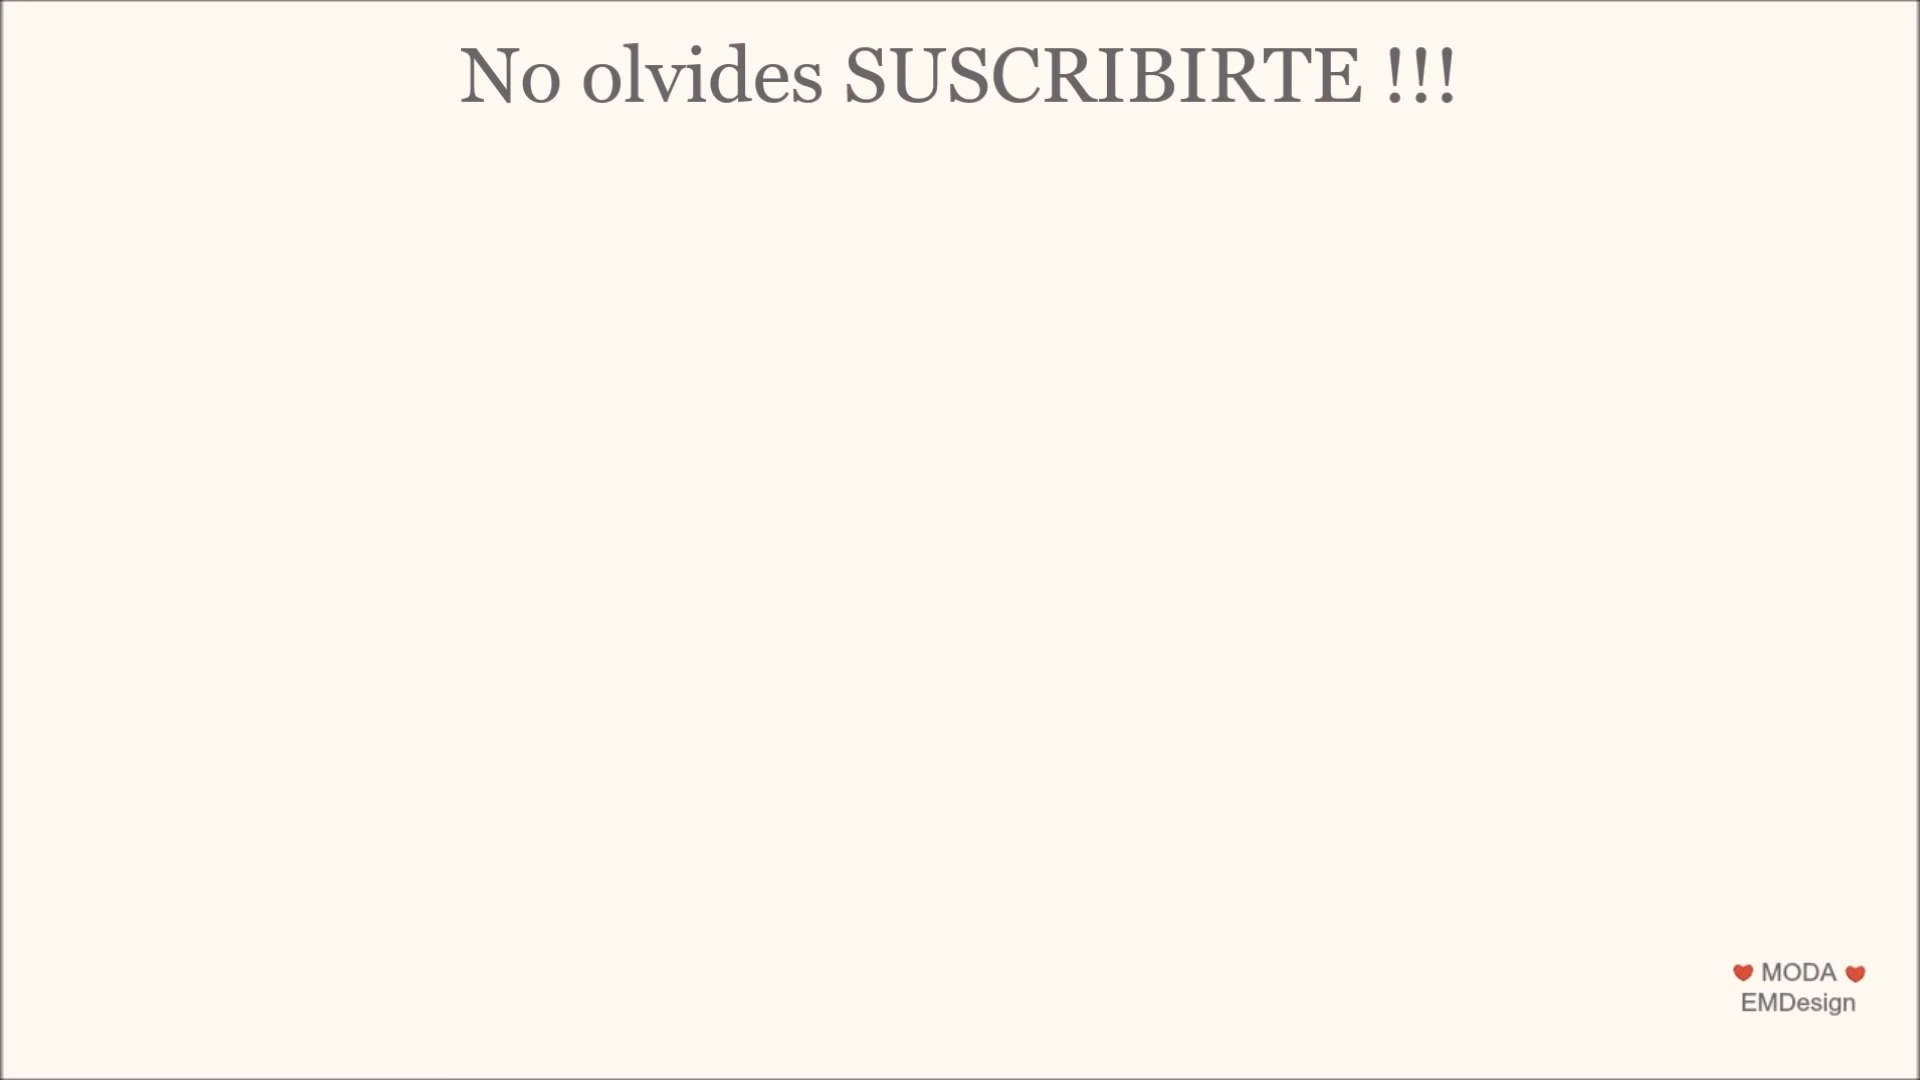 No olvides SUSCRIBIRTE !!!
❤ MODA ❤
EMDesign